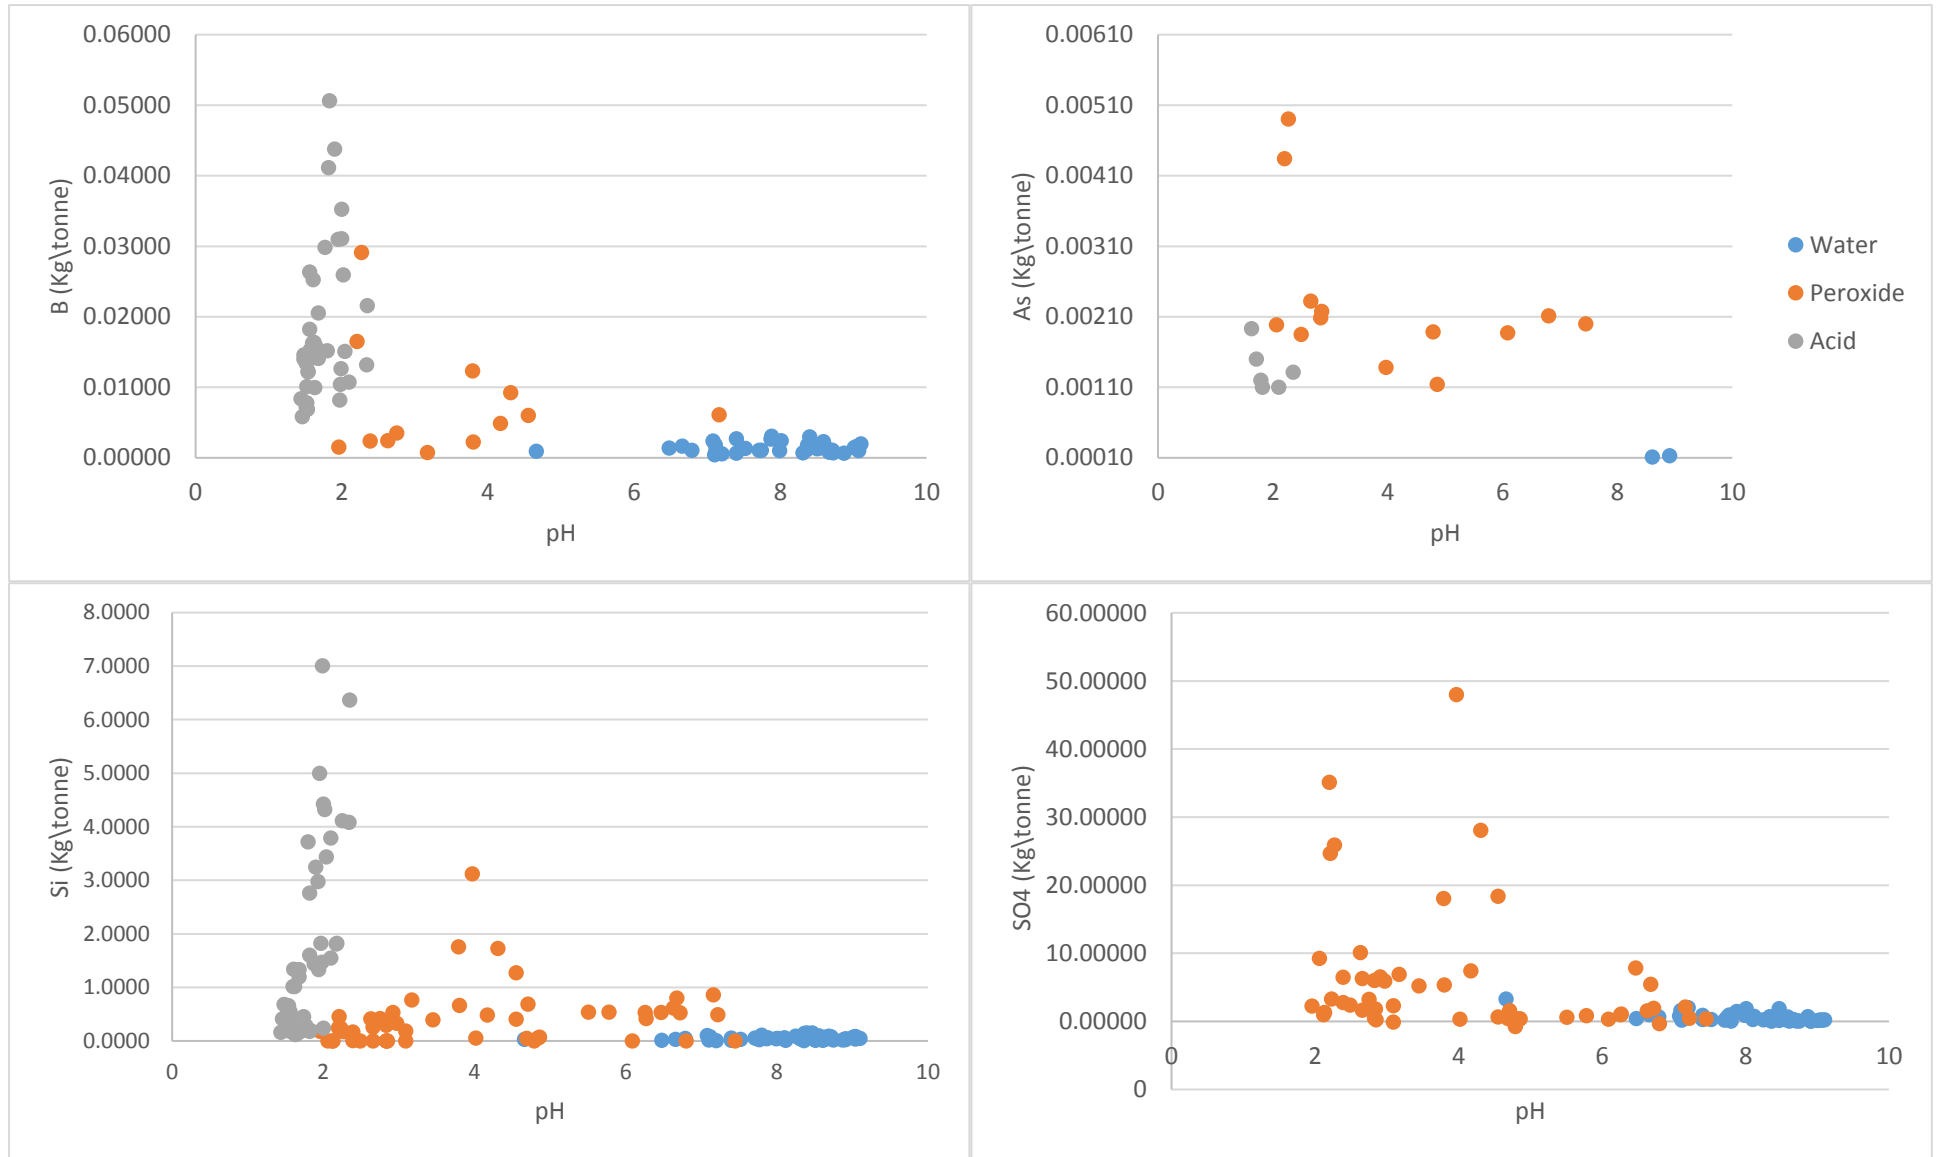 0.06000
0.05000
0.04000
0.03000
0.02000
0.01000
0.00000
B (Kg\tonne)
0 2 4 6 8 10
pH
0.00610
0.00510
0.00410
0.00310
0.00210
0.00110
0.00010
As (Kg\tonne)
0 2 4 6 8 10
pH
Water
Peroxide
Acid
8.0000
7.0000
6.0000
5.0000
4.0000
3.0000
2.0000
1.0000
0.0000
Si (Kg\tonne)
0 2 4 6 8 10
pH
60.00000
50.00000
40.00000
30.00000
20.00000
10.00000
0.00000
0
SO4 (Kg\tonne)
2 4 6 8 10
pH